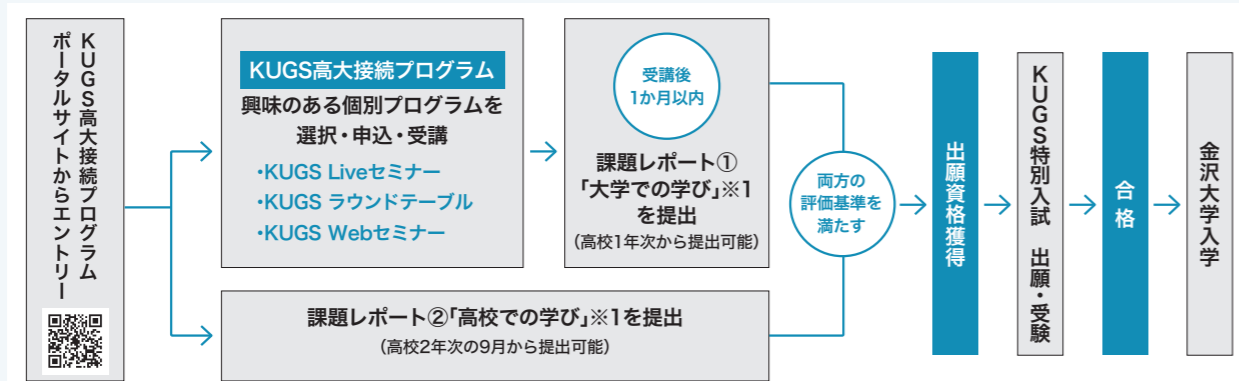 KUGS高大接続プログラム
ポータルサイトからエントリー
KUGS高大接続プログラム
興味のある個別プログラムを
選択・申込・受講
・KUGS Liveセミナー
・KUGS ラウンドテーブル
・KUGS Webセミナー
受講後
1か月以内
課題レポート①
「大学での学び」※1
を提出
（高校1年次から提出可能）
課題レポート②「高校での学び」※1を提出
（高校2年次の9月から提出可能）
両方の
評価基準を
満たす
出願資格獲得
KUGS特別入試　出願・受験
合格
金沢大学入学